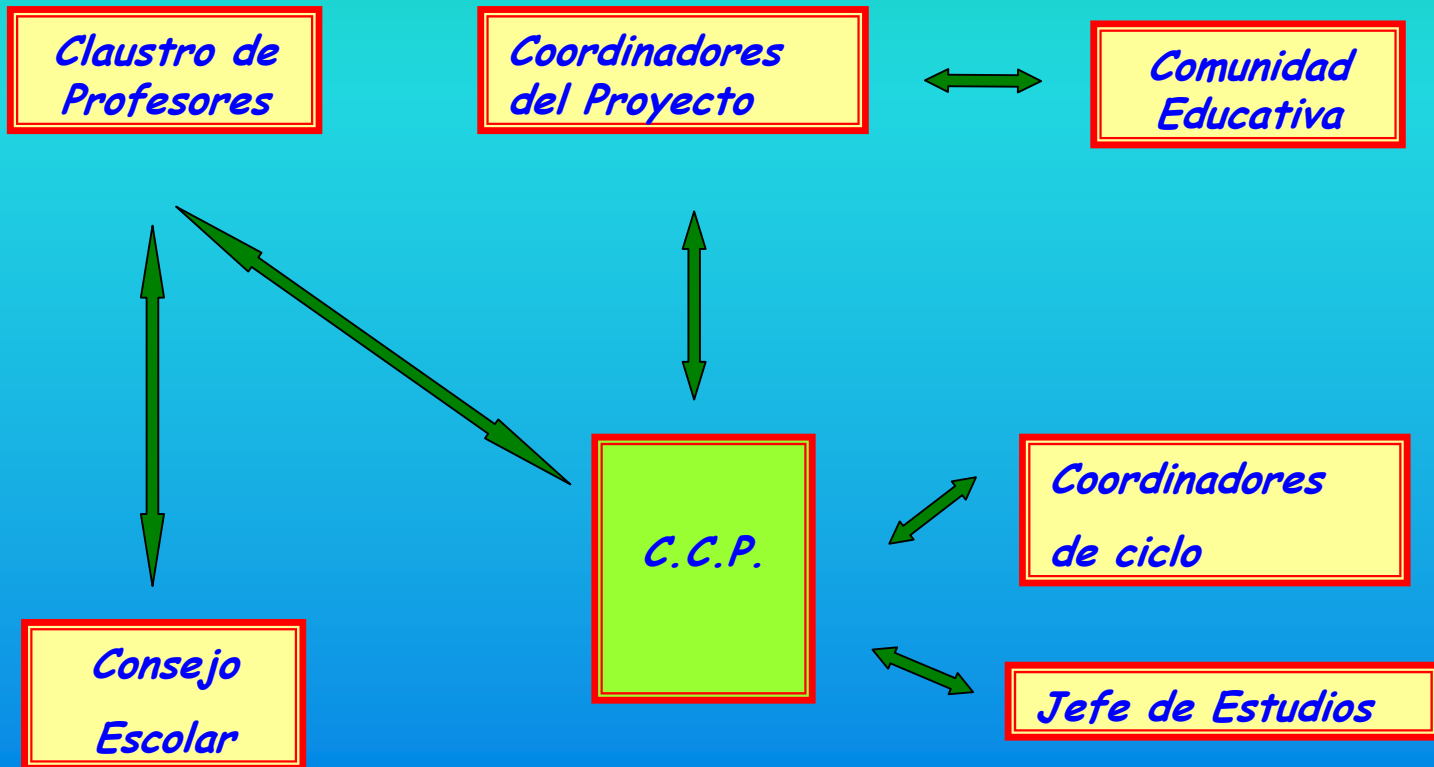 Claustro de
Profesores
Coordinadores
del Proyecto
Comunidad
Educativa
C.C.P.
Coordinadores
de ciclo
Consejo
Escolar
Jefe de Estudios